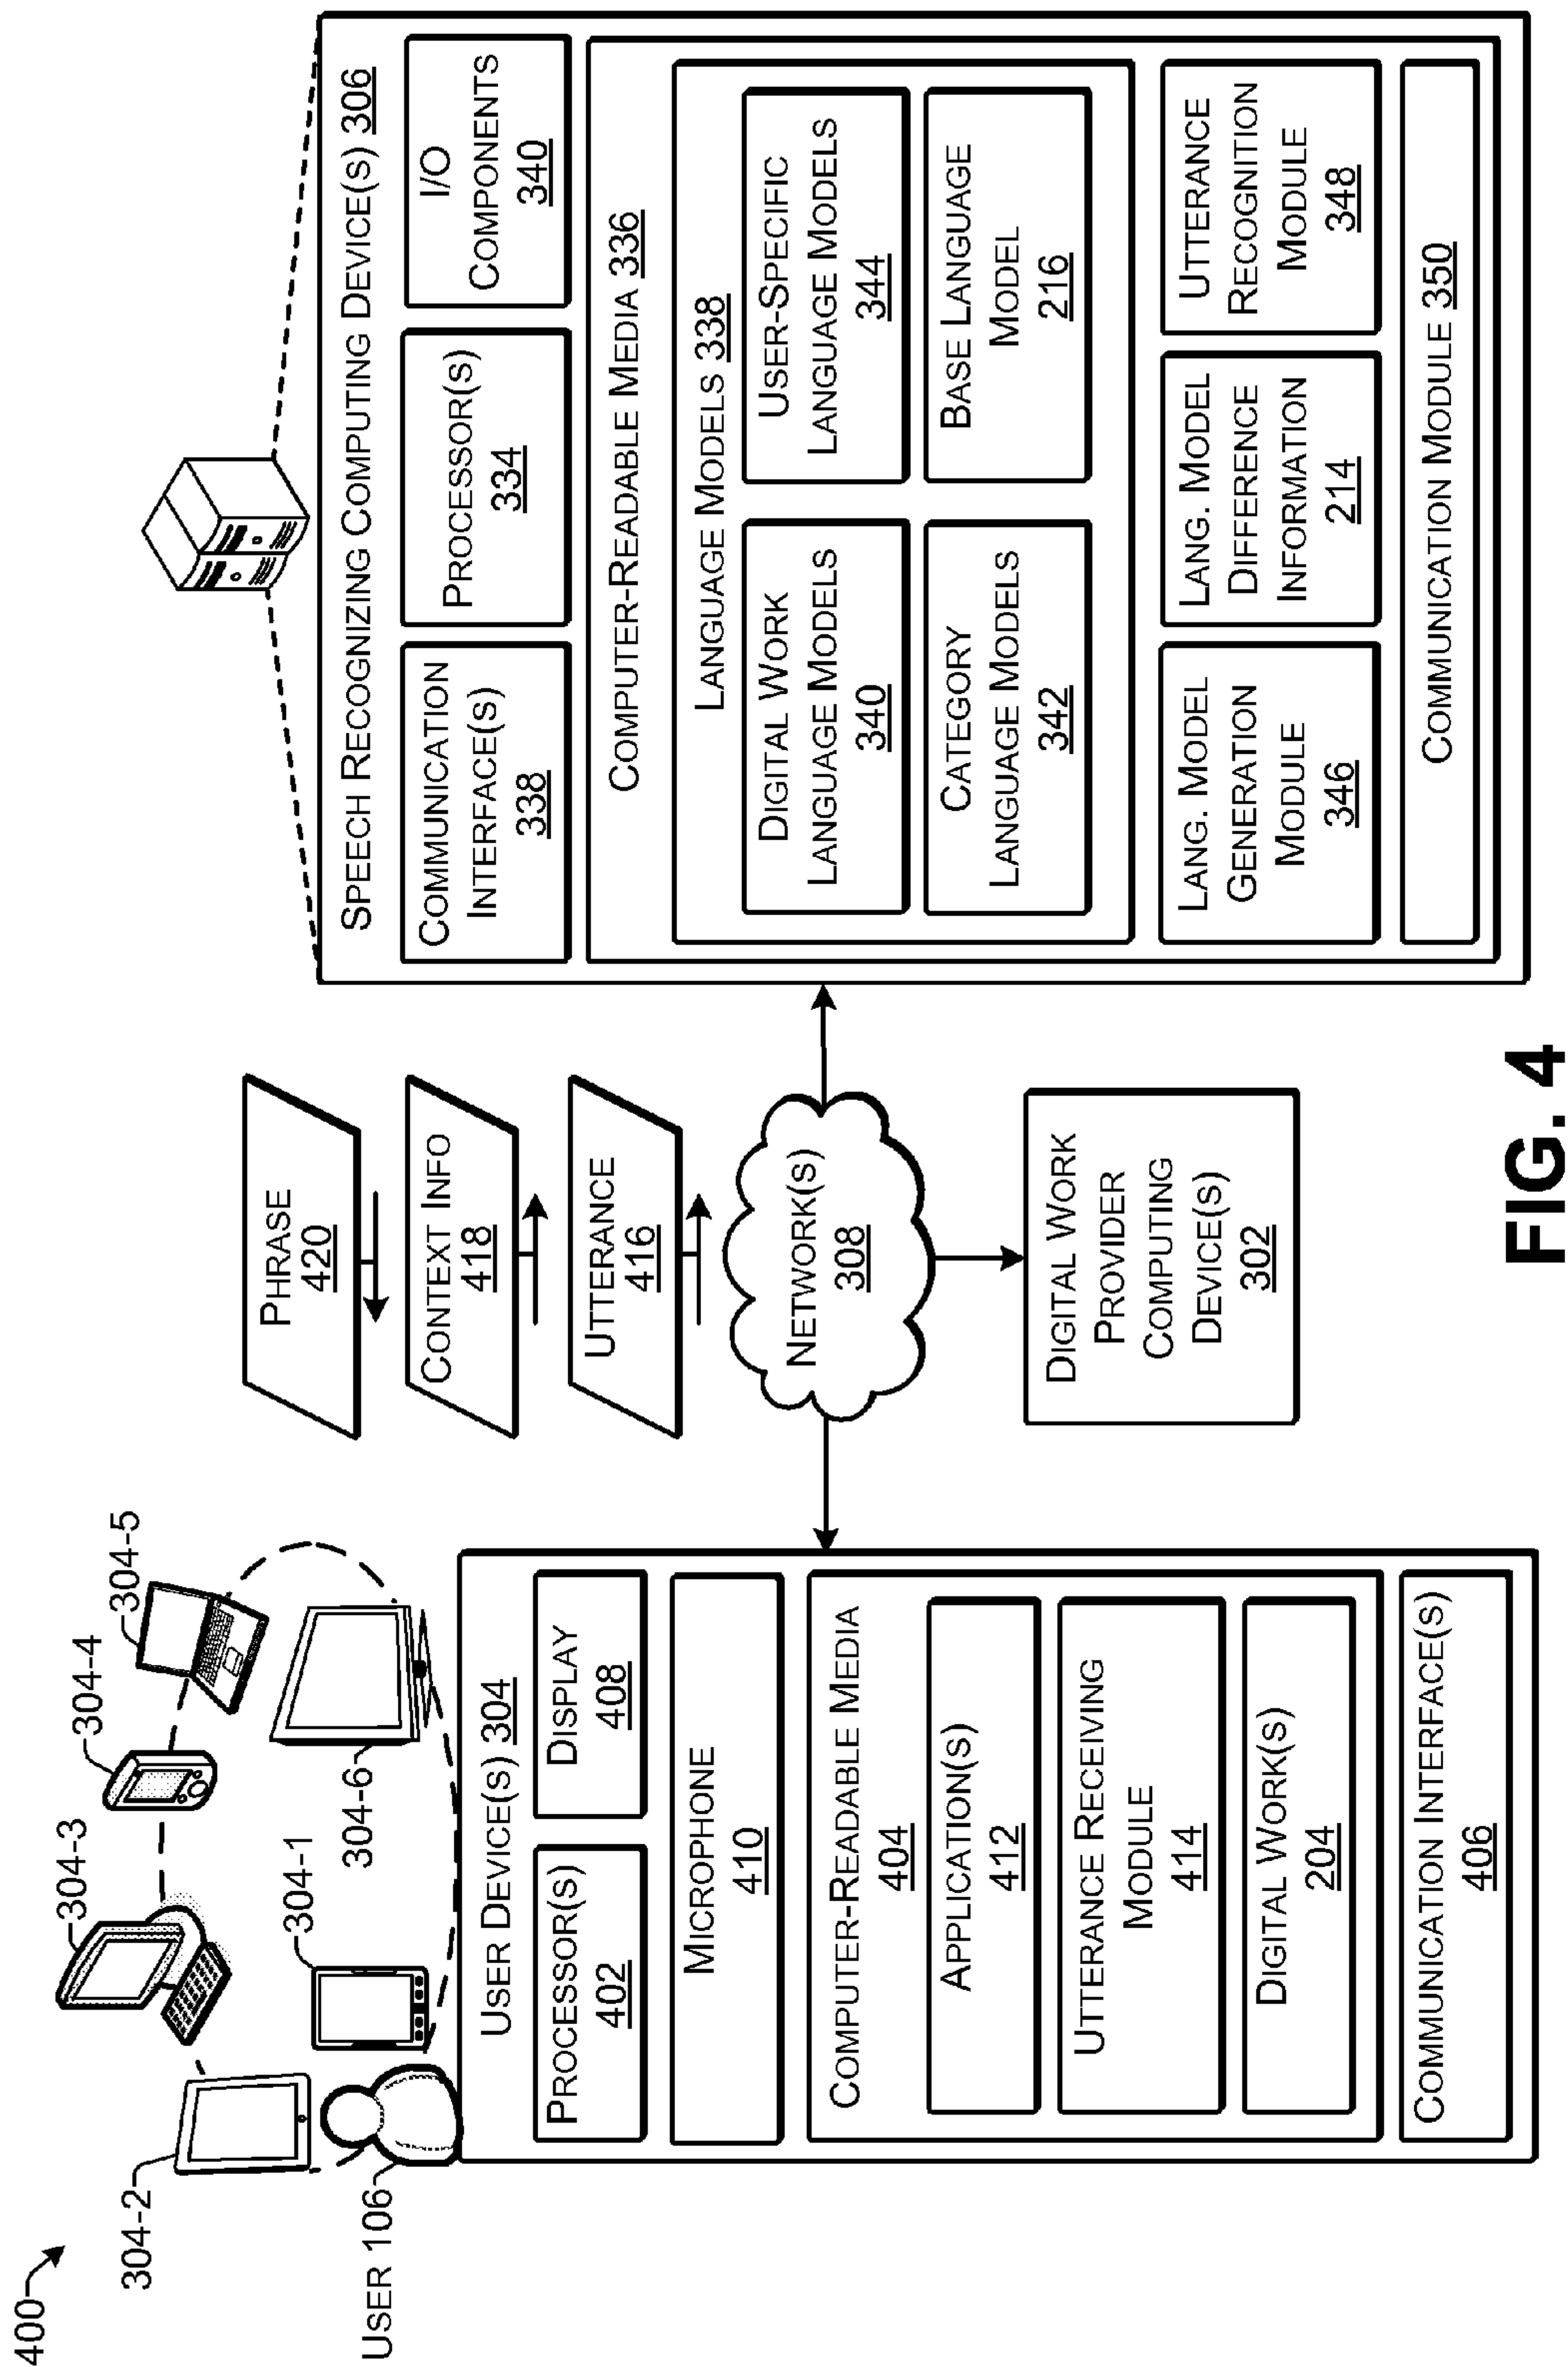 400
304-2
304-3
304-4
304-5
304-1
304-6
USER 106
USER DEVICE(S) 304
PROCESSOR(S)
402
DISPLAY
408
MICROPHONE
410
COMPUTER-READABLE MEDIA
404
APPLICATION(S)
412
UTTERANCE RECEIVING
MODULE
414
DIGITAL WORK(S)
204
COMMUNICATION INTERFACE(S)
406
PHRASE
420
CONTEXT INFO
418
UTTERANCE
416
NETWORK(S)
308
DIGITAL WORK
PROVIDER
COMPUTING
DEVICE(S)
302
SPEECH RECOGNIZING COMPUTING DEVICE(S) 306
COMMUNICATION
INTERFACE(S)
338
PROCESSOR(S)
334
I/O
COMPONENTS
340
COMPUTER-READABLE MEDIA 336
LANGUAGE MODELS 338
DIGITAL WORK
LANGUAGE MODELS
340
USER-SPECIFIC
LANGUAGE MODELS
344
CATEGORY
LANGUAGE MODELS
342
BASE LANGUAGE
MODEL
216
LANG. MODEL
GENERATION
MODULE
346
LANG. MODEL
DIFFERENCE
INFORMATION
214
UTTERANCE
RECOGNITION
MODULE
348
COMMUNICATION MODULE 350
FIG. 4